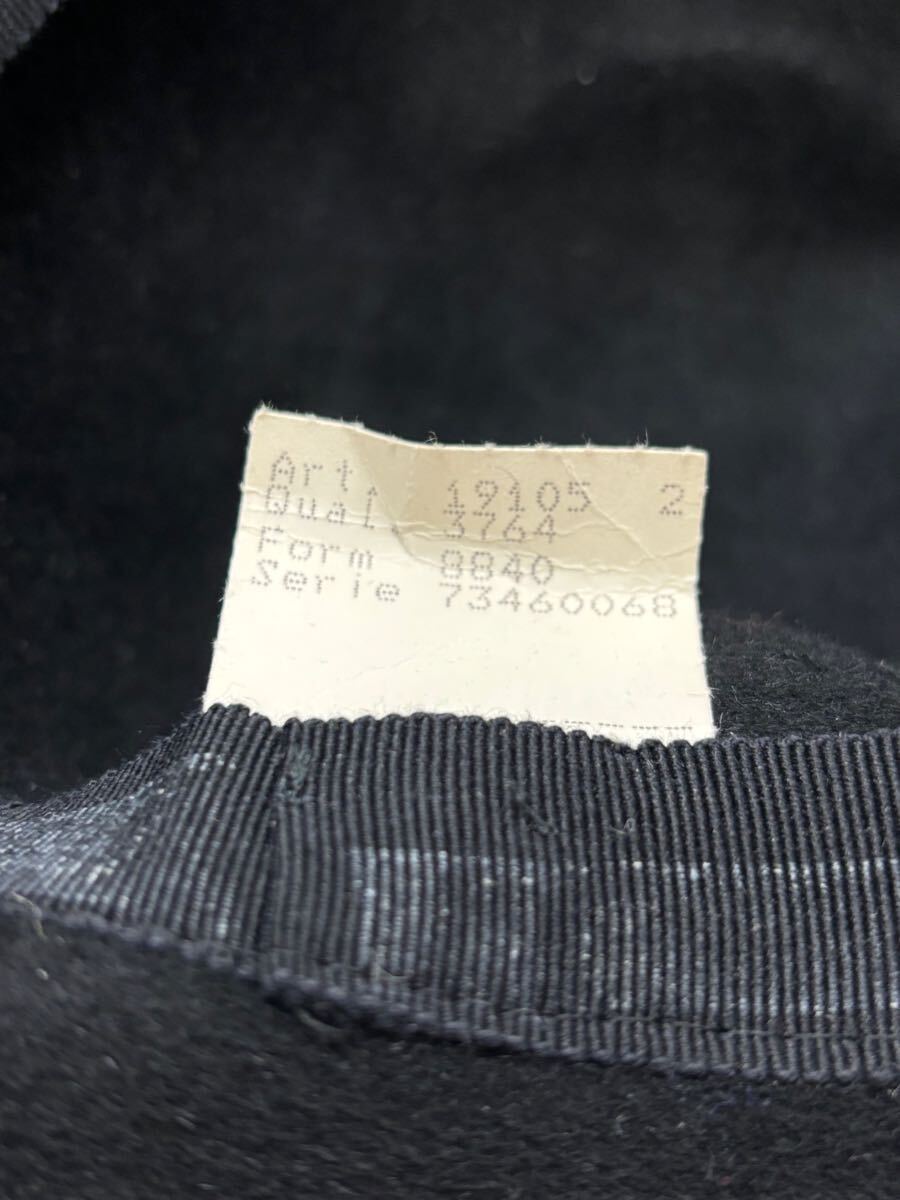 Art 19105 2
Qual. 3764
Form 8840
Serie 73460068